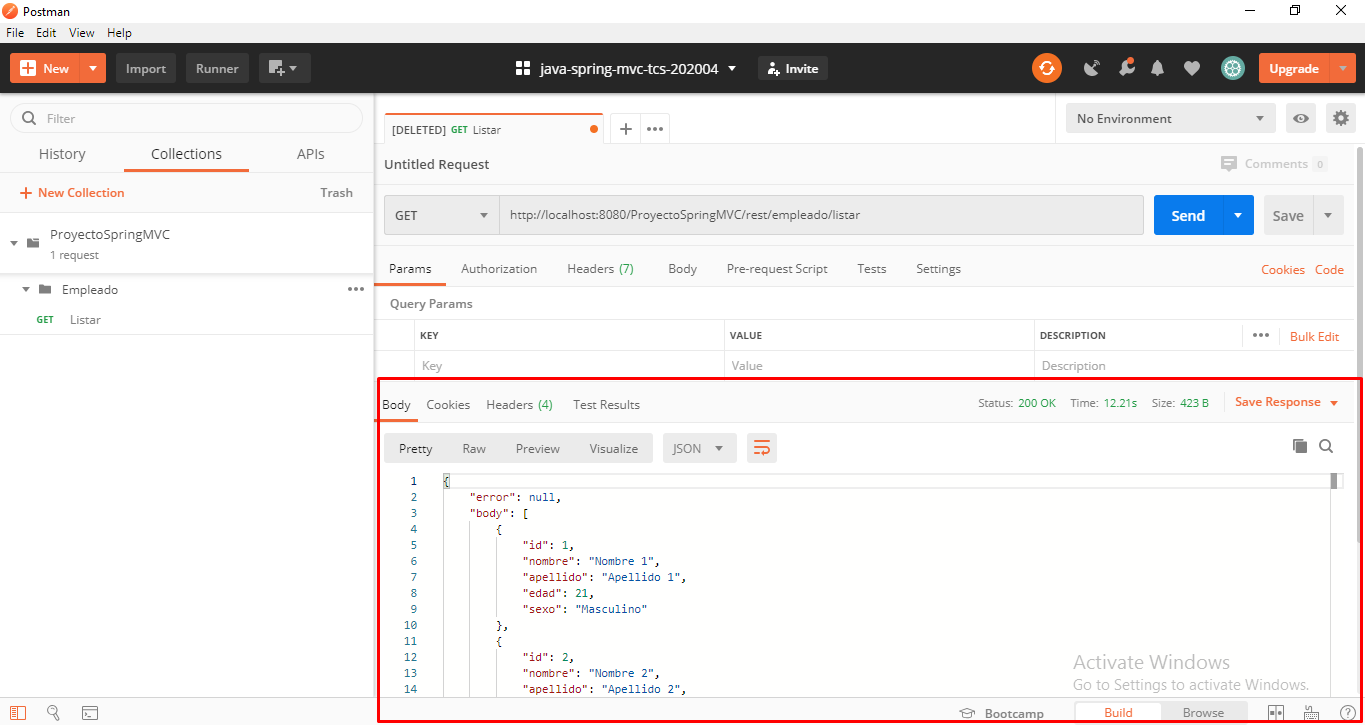 Postman
File Edit View Help
New Import Runner java-spring-mvc-tcs-202004 Invite Upgrade
Filter
History Collections APIs
New Collection Trash
ProyectoSpringMVC
1 request
Empleado
GET Listar
[DELETED] GET Listar
No Environment
Untitled Request
Comments 0
GET http://localhost:8080/ProyectoSpringMVC/rest/empleado/listar Send Save
Params Authorization Headers (7) Body Pre-request Script Tests Settings Cookies Code
Query Params
KEY VALUE DESCRIPTION Bulk Edit
Key Value Description
Body Cookies Headers (4) Test Results Status: 200 OK Time: 12.21s Size: 423 B Save Response
Pretty Raw Preview Visualize JSON
1 {
2 "error": null,
3 "body": [
4 {
5 "id": 1,
6 "nombre": "Nombre 1",
7 "apellido": "Apellido 1",
8 "edad": 21,
9 "sexo": "Masculino"
10 },
11 {
12 "id": 2,
13 "nombre": "Nombre 2",
14 "apellido": "Apellido 2",
Activate Windows
Go to Settings to activate Windows.
Bootcamp Build Browse